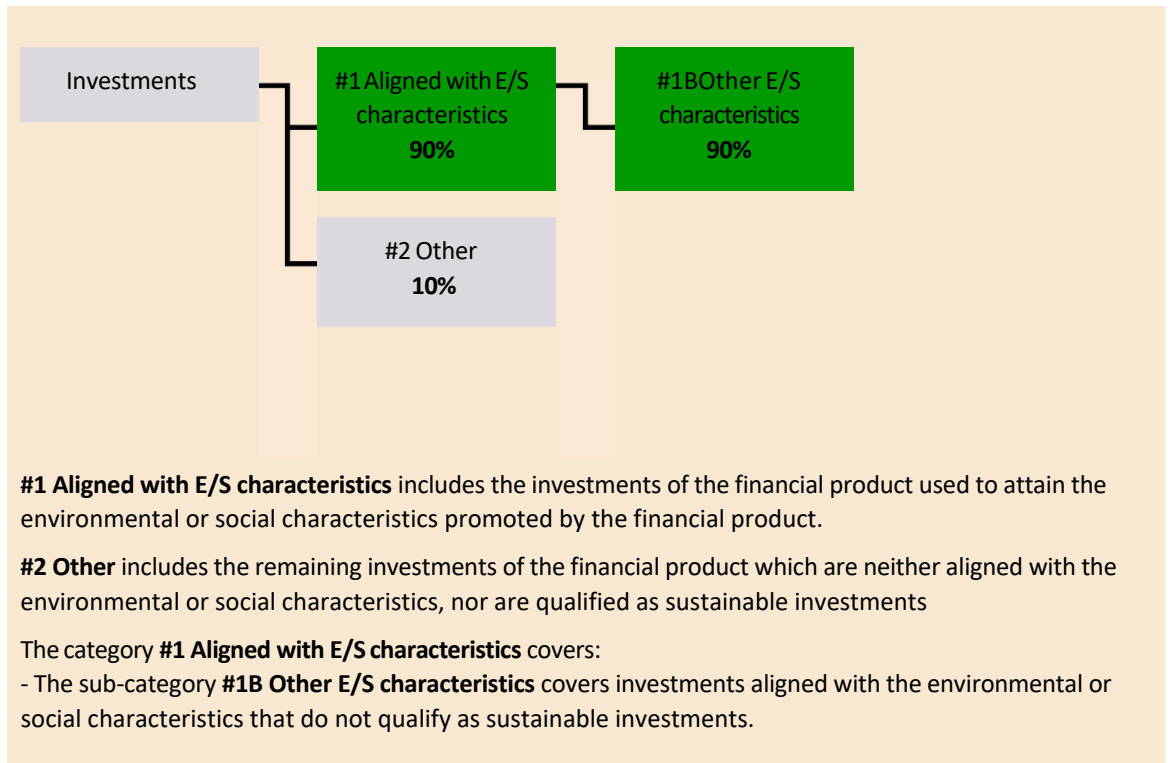 Investments
#1 Aligned with E/S
characteristics
90%
#1BOther E/S
characteristics
90%
#2 Other
10%
#1 Aligned with E/S characteristics includes the investments of the financial product used to attain the
environmental or social characteristics promoted by the financial product.
#2 Other includes the remaining investments of the financial product which are neither aligned with the
environmental or social characteristics, nor are qualified as sustainable investments
The category #1 Aligned with E/S characteristics covers:
- The sub-category #1B Other E/S characteristics covers investments aligned with the environmental or
social characteristics that do not qualify as sustainable investments.